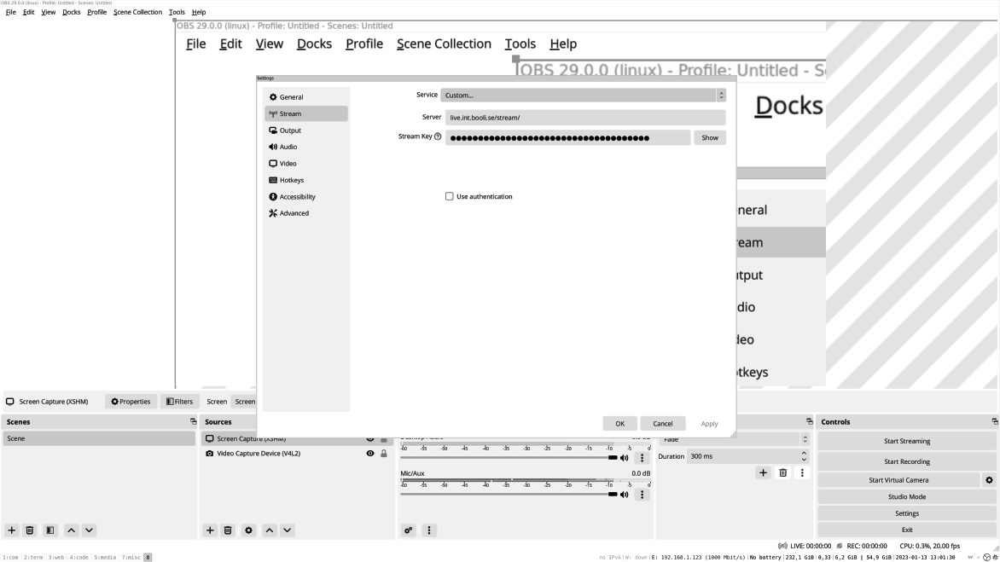 OBS 29.0.0 (linux) - Profile: Untitled - Scenes: Untitled
File Edit View Docks Profile Scene Collection Tools Help
OBS 29.0.0 (linux) - Profile: Untitled - Scenes: Untitled
File Edit View Docks Profile Scene Collection Tools Help
OBS 29.0.0 (linux) - Profile: Untitled - S
Docks
Settings
General
Stream
Output
Audio
Video
Hotkeys
Accessibility
Advanced
Service Custom...
Server live.int.booli.se/stream/
Stream Key Show
Use authentication
neral
eam
tput
dio
deo
tkeys
OK Cancel Apply
Screen Capture (XSHM) Properties Filters Screen Screen
Scenes
Scene
Sources
Screen Capture (XSHM)
Video Capture Device (V4L2)
-60 -55 -50 -45 -40 -35 -30 -25 -20 -15 -10 -5 0
Mic/Aux 0.0 dB
-60 -55 -50 -45 -40 -35 -30 -25 -20 -15 -10 -5 0
Fade
Duration 300 ms
Controls
Start Streaming
Start Recording
Start Virtual Camera
Studio Mode
Settings
Exit
LIVE: 00:00:00 REC: 00:00:00 CPU: 0.3%, 20.00 fps
1:com 2:term 3:web 4:code 5:media 7:misc 8
no IPv6|W: down|E: 192.168.1.123 (1000 Mbit/s)|No battery|232,1 GiB|0,33|6,2 GiB | 54,9 GiB|2023-01-13 13:01:30 sv